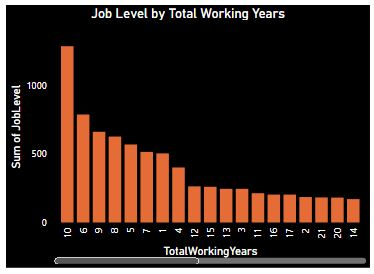 Job Level by Total Working Years
Sum of JobLevel
1000
500
0
10 6 9 8 5 7 1 4 12 15 13 3 11 16 17 2 21 20 14
TotalWorkingYears